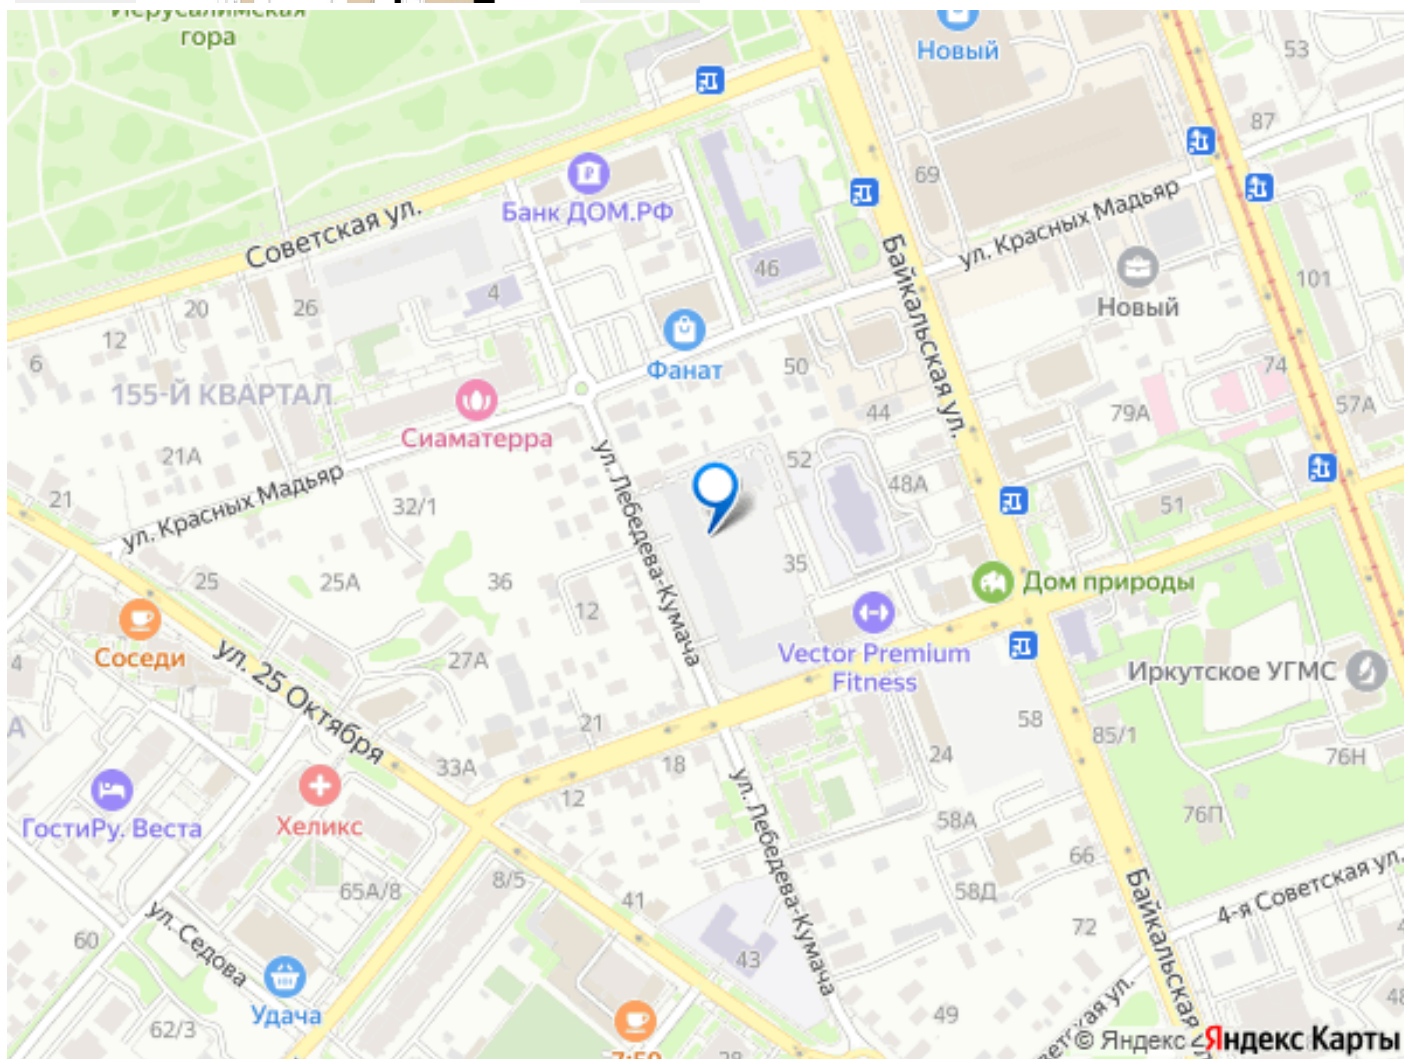 Иерусалимская
гора
Новый
53
87
69
Банк ДОМ.РФ
Советская ул.
ул. Красных Мадьяр
46
4
26
20
12
6
Байкальская ул.
Новый
101
Фанат
50
74
155-Й КВАРТАЛ
44
79А
57А
Сиаматерра
21А
52
48А
51
21
ул. Красных Мадьяр
32/1
ул. Лебедева-Кумача
35
25
25А
36
12
Дом природы
Соседи
4
27А
Vector Premium
Fitness
Иркутское УГМС
ул. 25 Октября
А
21
58
85/1
76Н
33А
18
24
12
76П
ГостиРу. Веста
Хеликс
58А
66
ул. Лебедева-Кумача
65А/8
8/5
41
58Д
4-я Советская ул.
72
Байкальская
60
ул. Седова
43
Удача
49
62/3
7:50
© Яндекс
Яндекс Карты